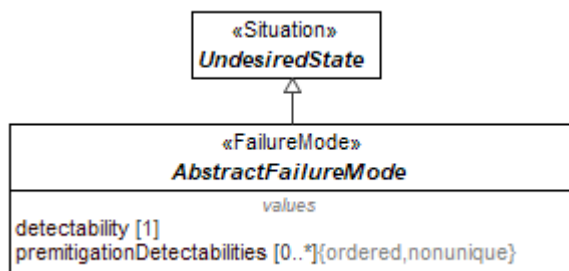 «Situation»
UndesiredState
«FailureMode»
AbstractFailureMode
values
detectability [1]
premitigationDetectabilities [0..*]{ordered,nonunique}